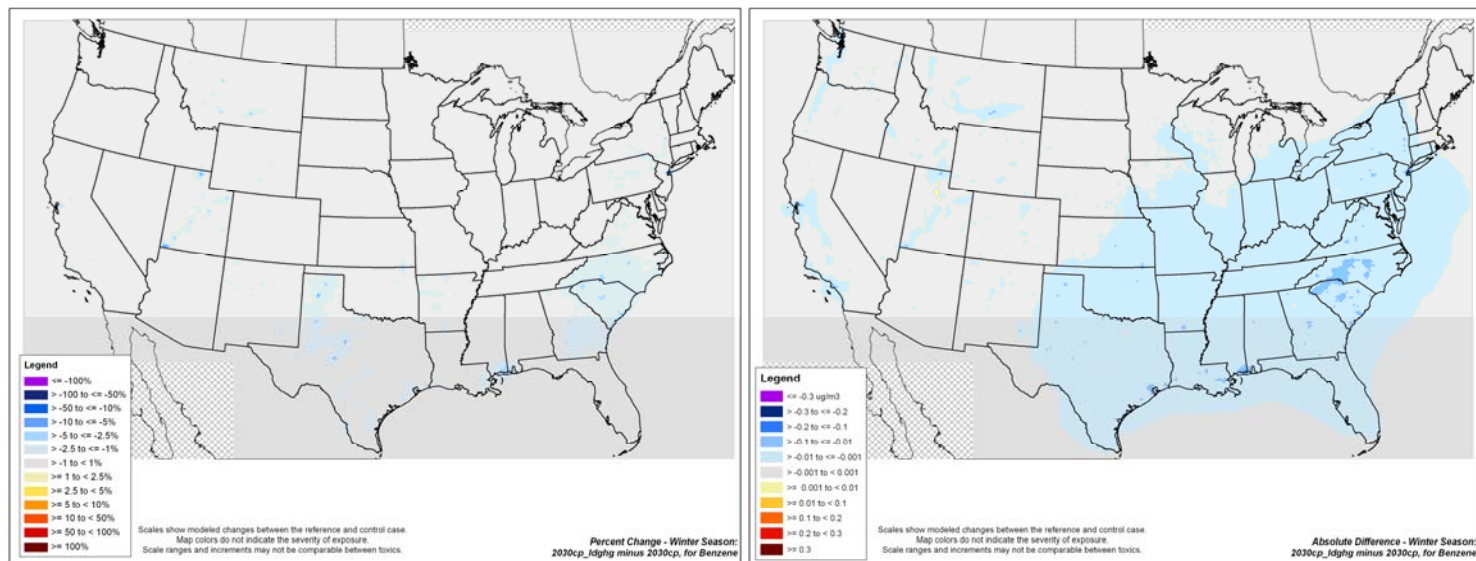 Legend
<= -100%
> -100 to <= -50%
> -50 to <= -10%
> -10 to <= -5%
> -5 to <= -2.5%
> -2.5 to <= -1%
> -1 to < 1%
>= 1 to < 2.5%
>= 2.5 to < 5%
>= 5 to < 10%
>= 10 to < 50%
>= 50 to < 100%
>= 100%
Scales show modeled changes between the reference and control case.
Map colors do not indicate the severity of exposure.
Scale ranges and increments may not be comparable between toxics.
Percent Change - Winter Season:
2030cp_ldghg minus 2030cp, for Benzene
Legend
<= -0.3 ug/m3
> -0.3 to <= -0.2
> -0.2 to <= -0.1
> -0.1 to <= -0.01
> -0.01 to <= -0.001
> -0.001 to < 0.001
>= 0.001 to < 0.01
>= 0.01 to < 0.1
>= 0.1 to < 0.2
>= 0.2 to < 0.3
>= 0.3
Scales show modeled changes between the reference and control case.
Map colors do not indicate the severity of exposure.
Scale ranges and increments may not be comparable between toxics.
Absolute Difference - Winter Season:
2030cp_ldghg minus 2030cp, for Benzene